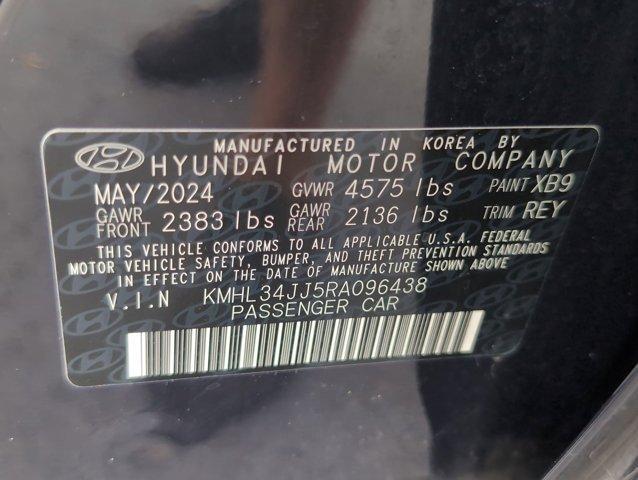 MANUFACTURED IN KOREA BY
HYUNDAI MOTOR COMPANY
MAY/2024 GVWR 4575 lbs PAINT XB9
GAWR FRONT 2383 lbs GAWR REAR 2136 lbs TRIM REY
THIS VEHICLE CONFORMS TO ALL APPLICABLE U.S.A. FEDERAL
MOTOR VEHICLE SAFETY, BUMPER, AND THEFT PREVENTION STANDARDS
IN EFFECT ON THE DATE OF MANUFACTURE SHOWN ABOVE
V.I.N KMHL34JJ5RA096438
PASSENGER CAR